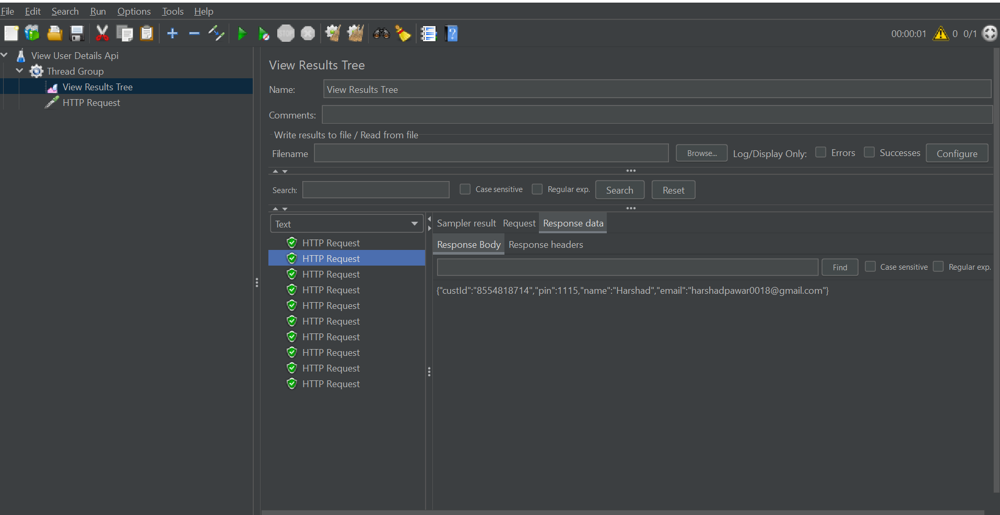 File Edit Search Run Options Tools Help
STOP
00:00:01 0 0/1
View User Details Api
Thread Group
View Results Tree
HTTP Request
View Results Tree
Name: View Results Tree
Comments:
Write results to file / Read from file
Filename Browse... Log/Display Only: Errors Successes Configure
Search: Case sensitive Regular exp. Search Reset
Text
HTTP Request
HTTP Request
HTTP Request
HTTP Request
HTTP Request
HTTP Request
HTTP Request
HTTP Request
HTTP Request
HTTP Request
Sampler result Request Response data
Response Body Response headers
Find Case sensitive Regular exp.
{"custId":"8554818714","pin":1115,"name":"Harshad","email":"harshadpawar0018@gmail.com"}